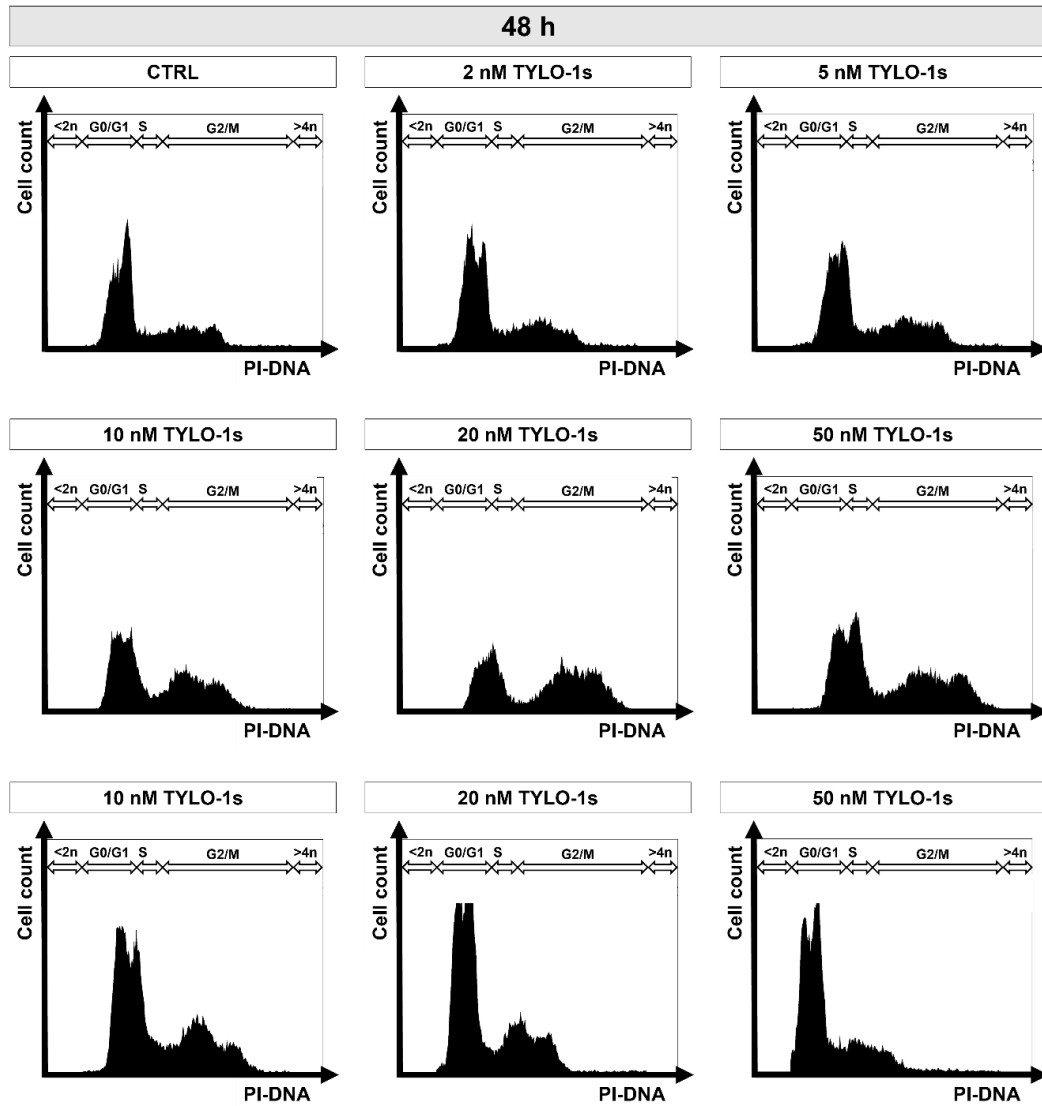 48 h
CTRL
2 nM TYLO-1s
5 nM TYLO-1s
<2n G0/G1 S G2/M >4n
Cell count
PI-DNA
<2n G0/G1 S G2/M >4n
Cell count
PI-DNA
<2n G0/G1 S G2/M >4n
Cell count
PI-DNA
10 nM TYLO-1s
20 nM TYLO-1s
50 nM TYLO-1s
<2n G0/G1 S G2/M >4n
Cell count
PI-DNA
<2n G0/G1 S G2/M >4n
Cell count
PI-DNA
<2n G0/G1 S G2/M >4n
Cell count
PI-DNA
10 nM TYLO-1s
20 nM TYLO-1s
50 nM TYLO-1s
<2n G0/G1 S G2/M >4n
Cell count
PI-DNA
<2n G0/G1 S G2/M >4n
Cell count
PI-DNA
<2n G0/G1 S G2/M >4n
Cell count
PI-DNA